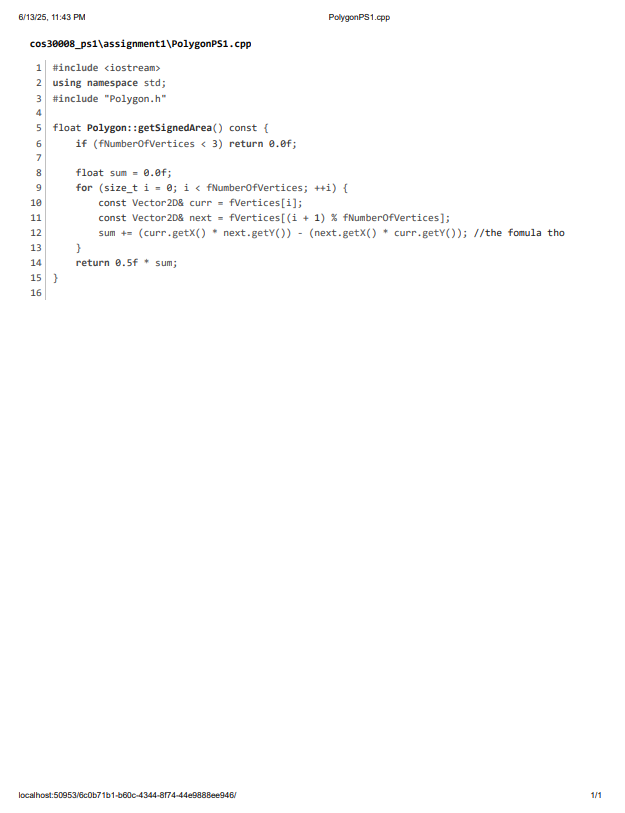 6/13/25, 11:43 PM PolygonPS1.cpp
cos30008_ps1\assignment1\PolygonPS1.cpp
1 #include <iostream>
2 using namespace std;
3 #include "Polygon.h"
4
5 float Polygon::getSignedArea() const {
6 if (fNumberOfVertices < 3) return 0.0f;
7
8 float sum = 0.0f;
9 for (size_t i = 0; i < fNumberOfVertices; ++i) {
10 const Vector2D& curr = fVertices[i];
11 const Vector2D& next = fVertices[(i + 1) % fNumberOfVertices];
12 sum += (curr.getX() * next.getY()) - (next.getX() * curr.getY()); //the fomula tho
13 }
14 return 0.5f * sum;
15 }
16
localhost:50953/6c0b71b1-b60c-4344-8f74-44e9888ee946/ 1/1